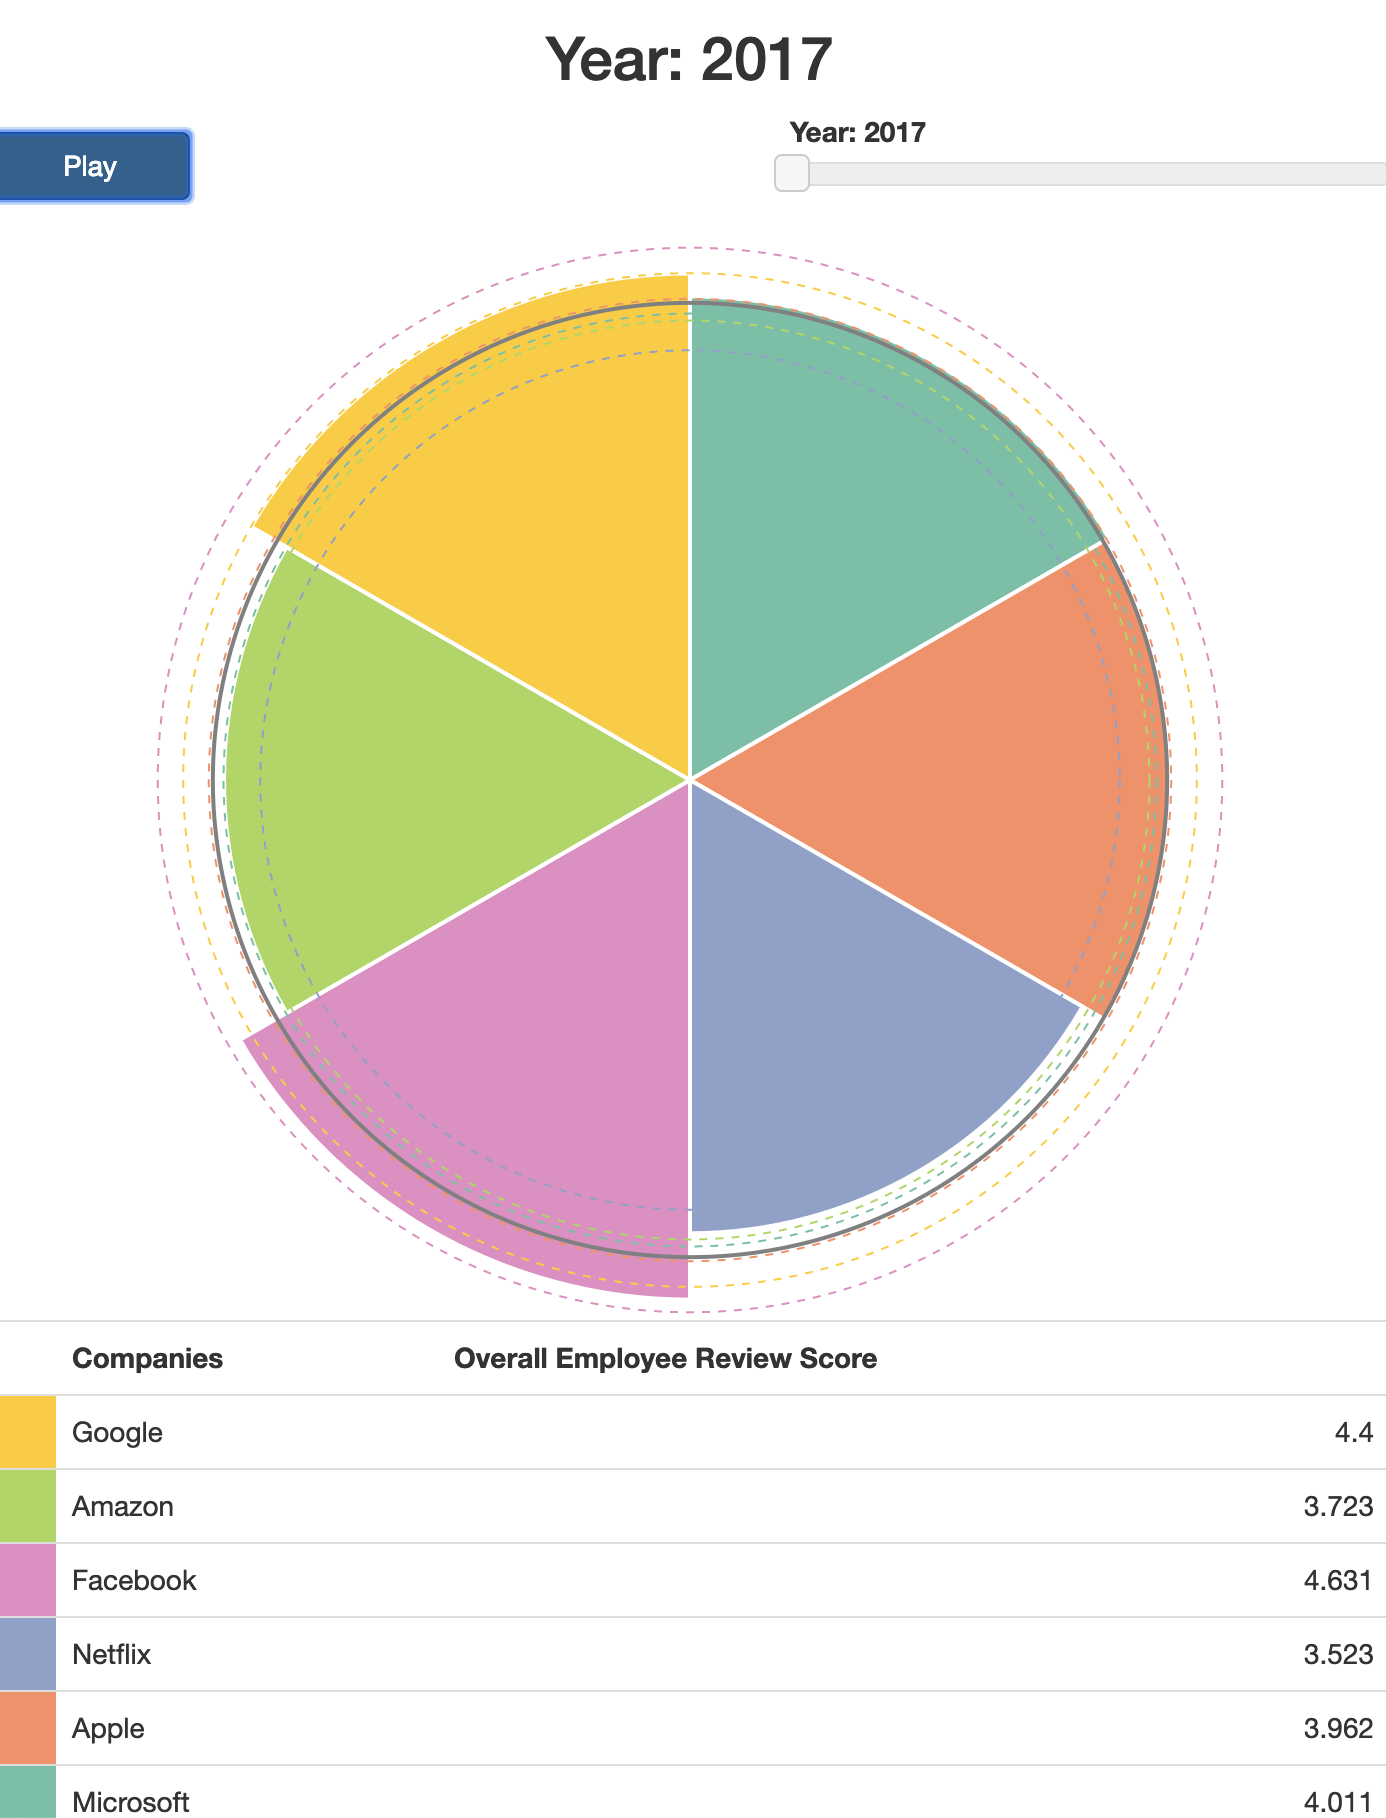 Year: 2017
Year: 2017
Play
Companies Overall Employee Review Score
Google 4.4
Amazon 3.723
Facebook 4.631
Netflix 3.523
Apple 3.962
Microsoft 4.011